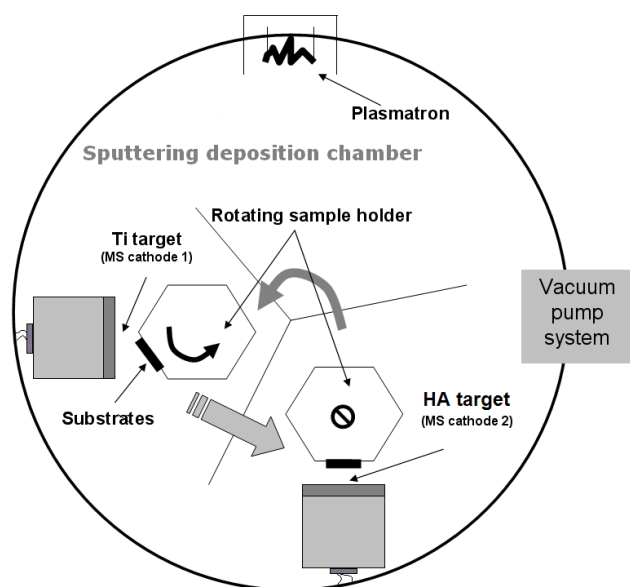 Plasmatron
Sputtering deposition chamber
Rotating sample holder
Ti target
(MS cathode 1)
Vacuum
pump
system
HA target
(MS cathode 2)
Substrates